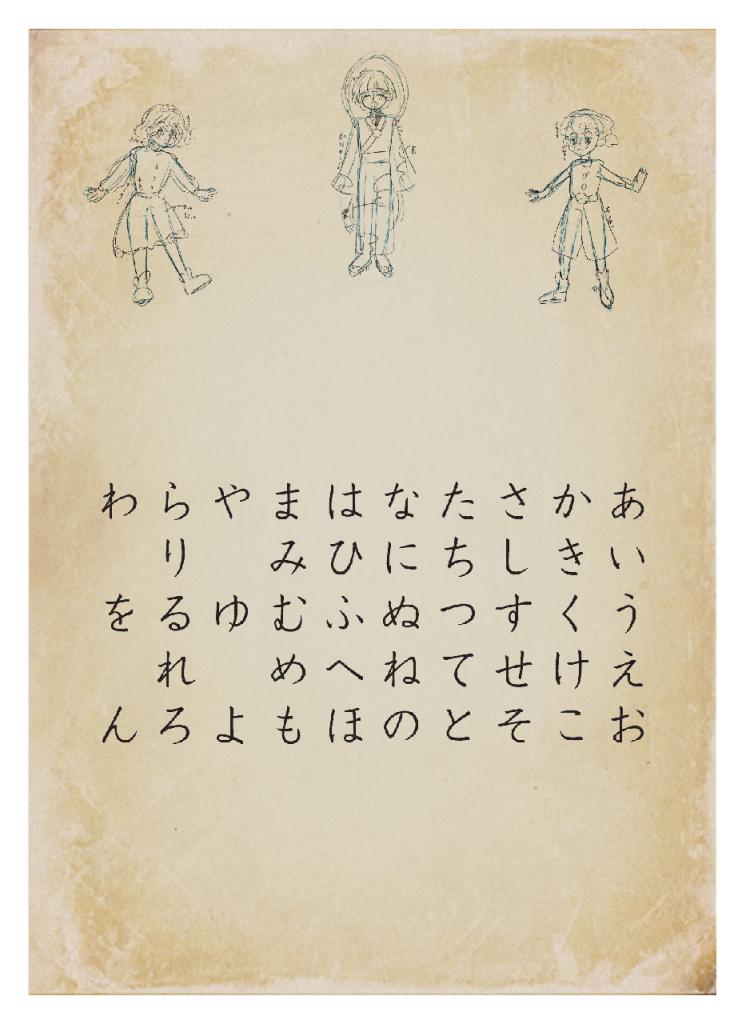 あいうえお
かきくけこ
さしすせそ
たちつてと
なにぬねの
はひふへほ
まみむめも
やゆよ
らりるれろ
わをん